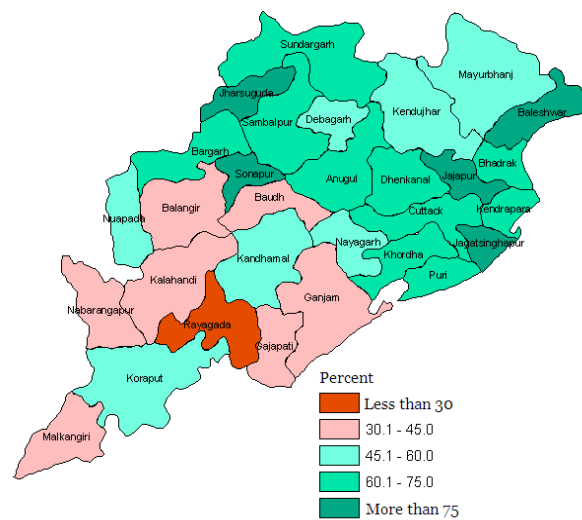 Sundargarh
Mayurbhanj
Jharsuguda
Kendujhar
Baleshwar
Debagarh
Sambalpur
Bargarh
Bhadrak
Sonapur
Anugul
Dhenkanal
Jajapur
Baudh
Balangir
Nuapada
Cuttack
Kendrapara
Nayagarh
Jagatsinghapur
Khordha
Kandhamal
Puri
Kalahandi
Ganjam
Nabarangapur
Rayagada
Gajapati
Koraput
Malkangiri
Percent
Less than 30
30.1 - 45.0
45.1 - 60.0
60.1 - 75.0
More than 75